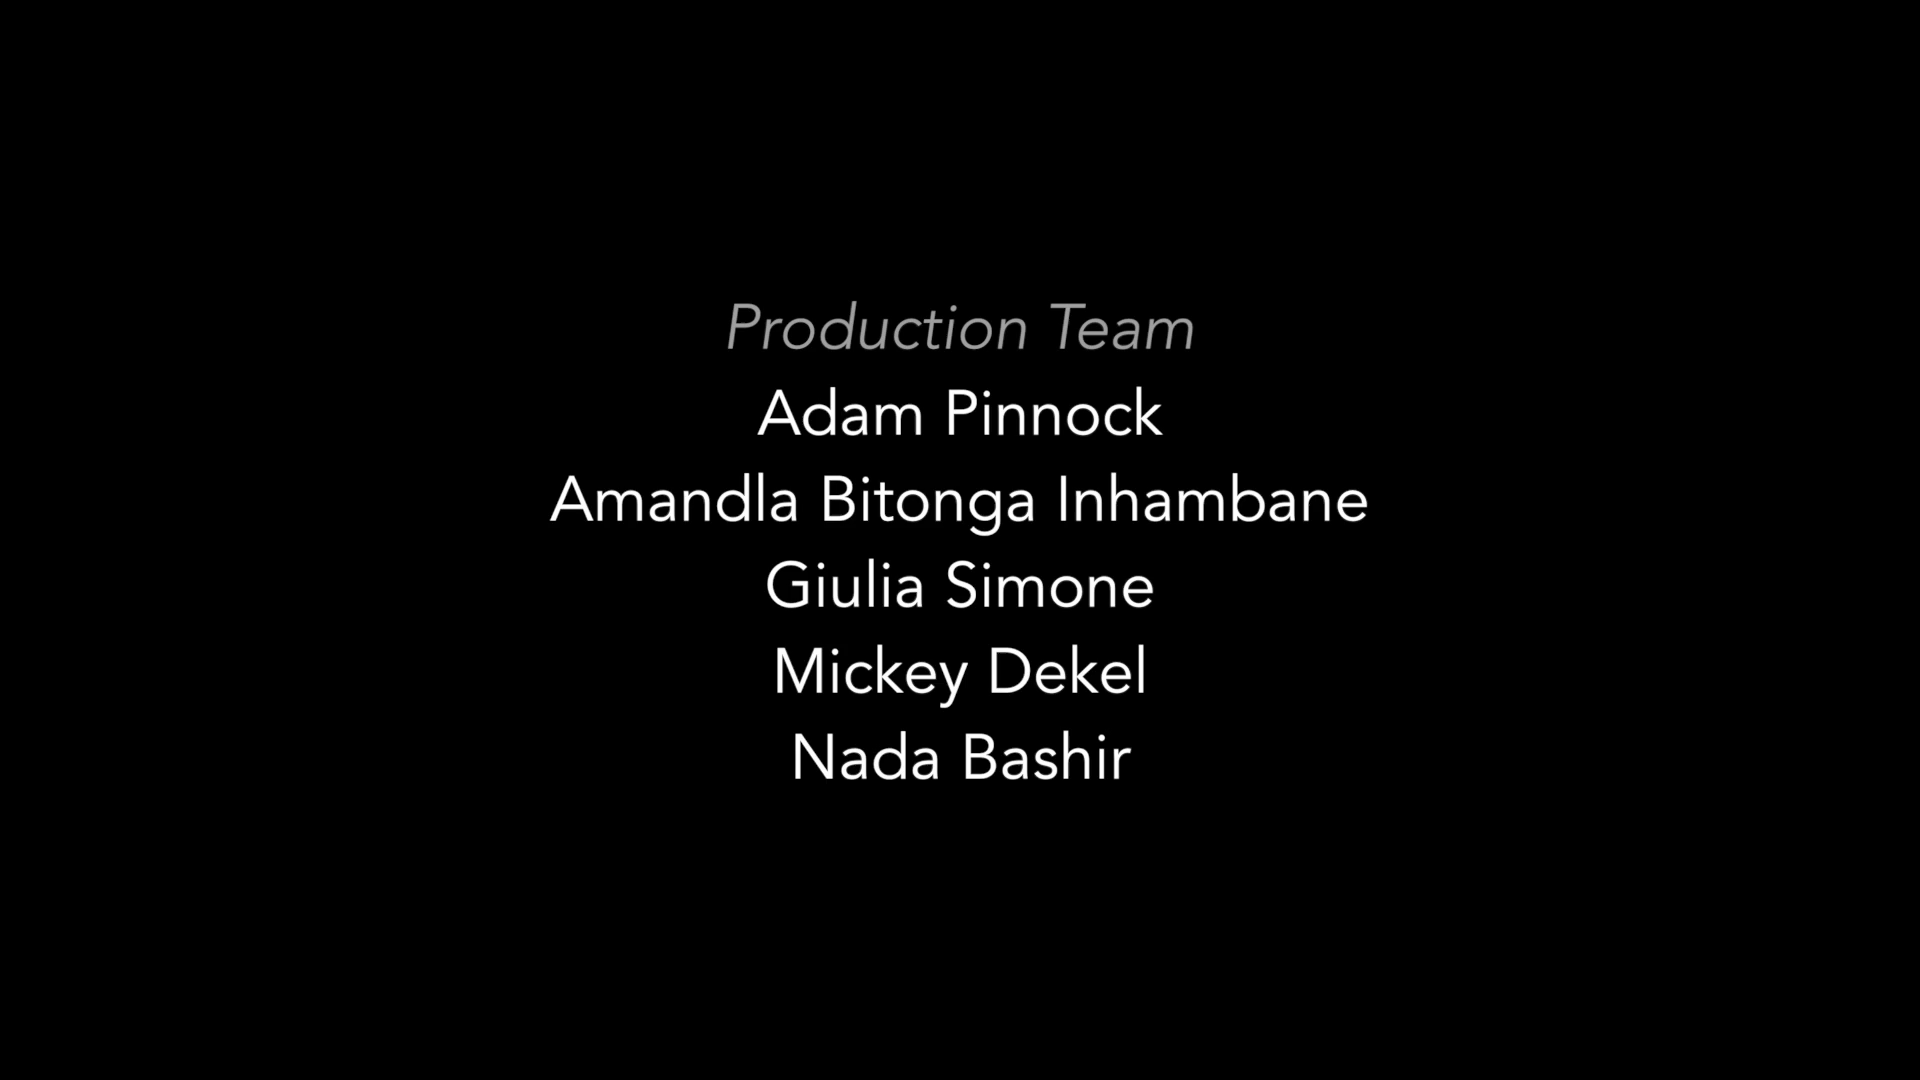 Production Team
Adam Pinnock
Amandla Bitonga Inhambane
Giulia Simone
Mickey Dekel
Nada Bashir